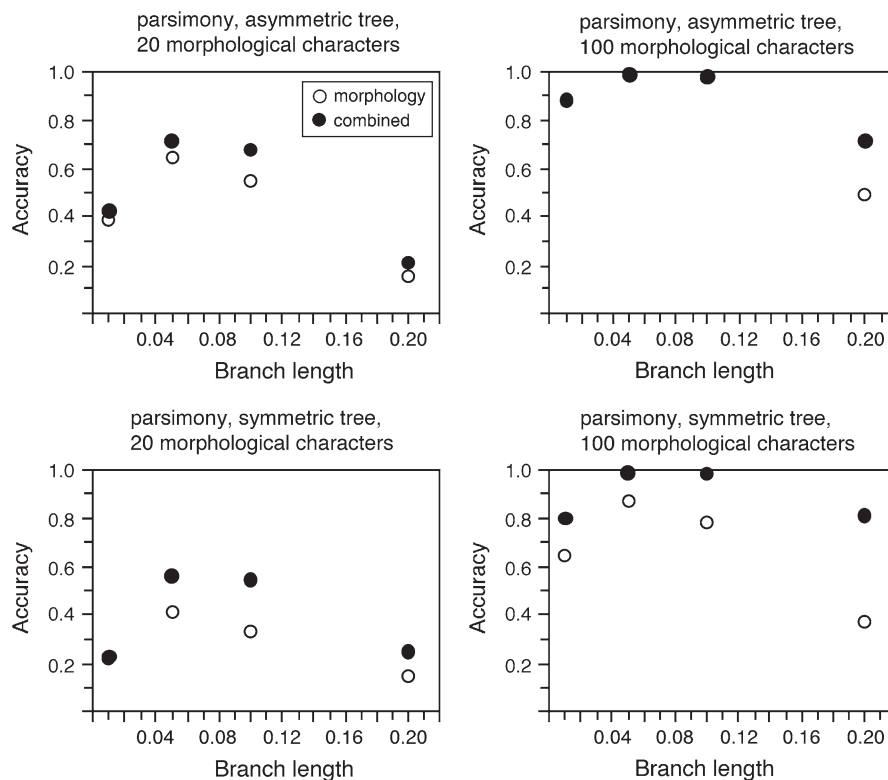 parsimony, asymmetric tree,
20 morphological characters
1.0
0.8
0.6
0.4
0.2
Accuracy
morphology
combined
0.04 0.08 0.12 0.16 0.20
Branch length
parsimony, asymmetric tree,
100 morphological characters
1.0
0.8
0.6
0.4
0.2
Accuracy
0.04 0.08 0.12 0.16 0.20
Branch length
parsimony, symmetric tree,
20 morphological characters
1.0
0.8
0.6
0.4
0.2
Accuracy
0.04 0.08 0.12 0.16 0.20
Branch length
parsimony, symmetric tree,
100 morphological characters
1.0
0.8
0.6
0.4
0.2
Accuracy
0.04 0.08 0.12 0.16 0.20
Branch length